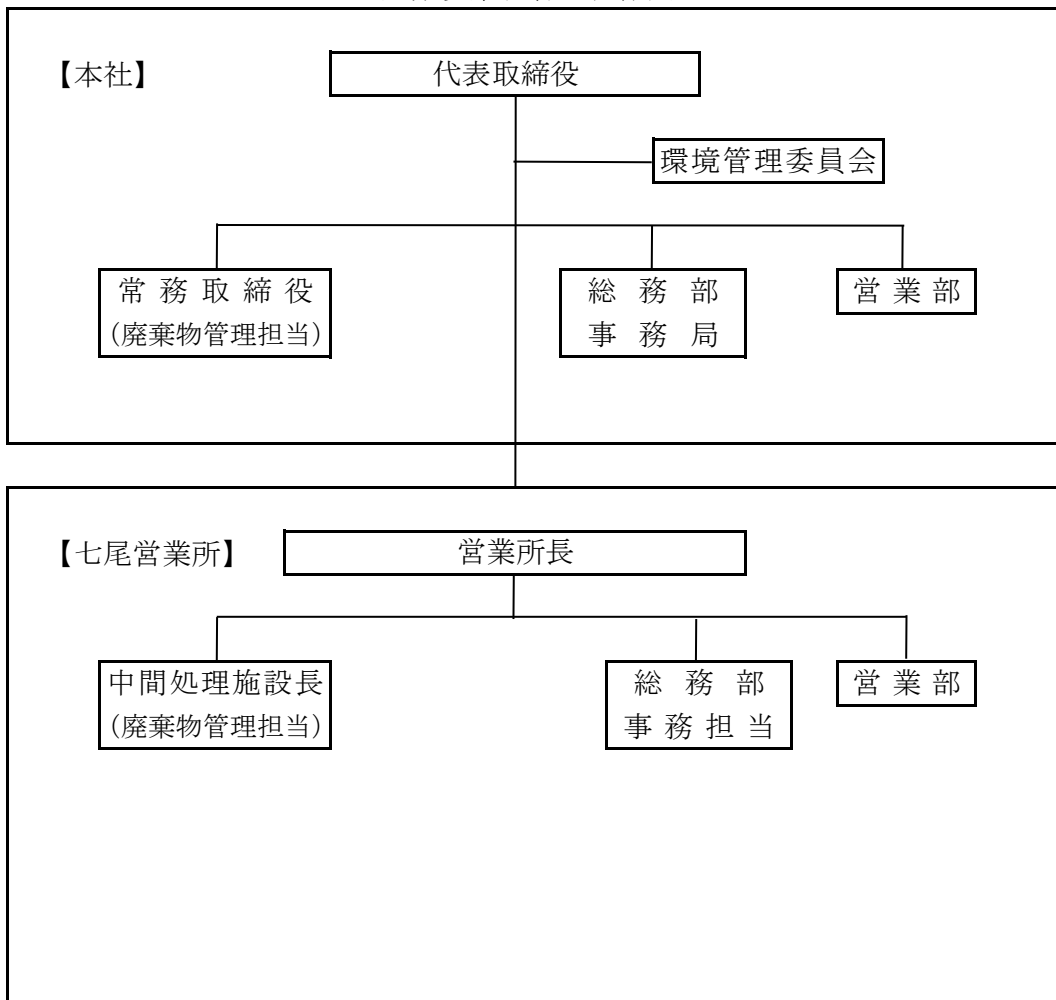 【本社】
代表取締役
環境管理委員会
常務取締役
(廃棄物管理担当)
総務部
事務局
営業部
【七尾営業所】
営業所長
中間処理施設長
(廃棄物管理担当)
総務部
事務担当
営業部